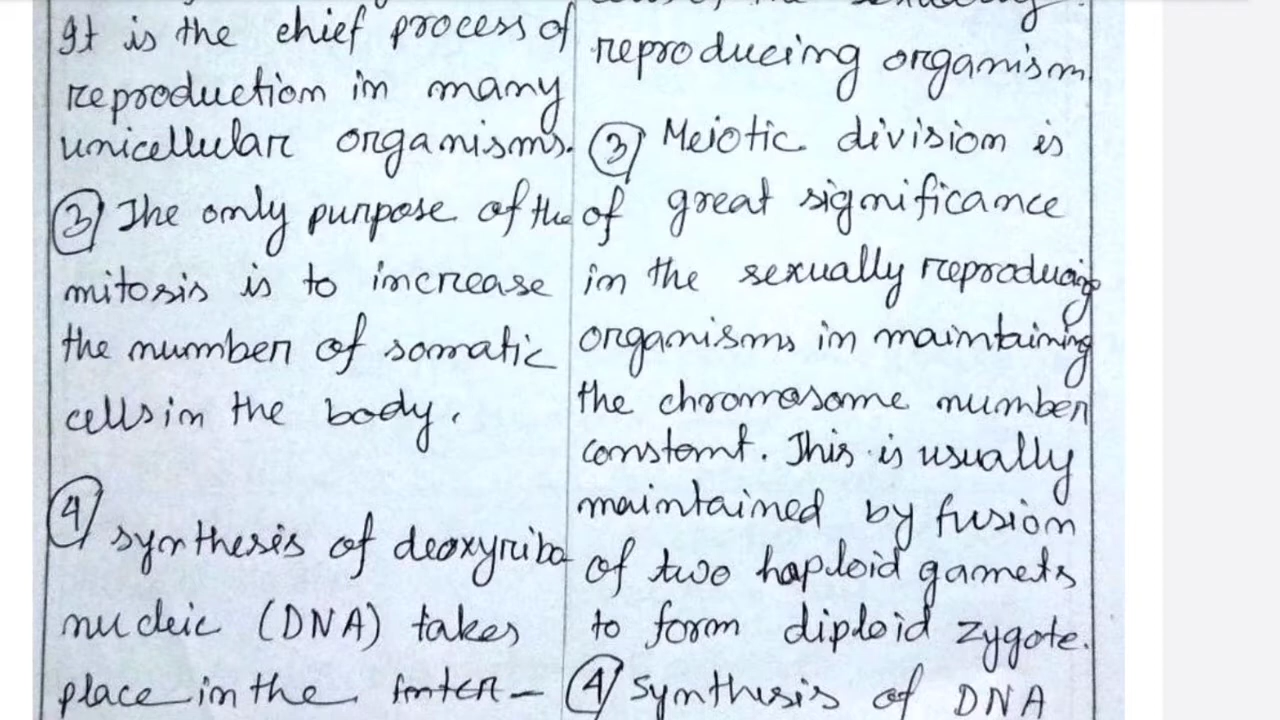 It is the chief process of
reproduction in many
unicellular organisms.
③ The only purpose of the
mitosis is to increase
the number of somatic
cells in the body.
④
synthesis of deoxyribo
nucleic (DNA) takes
place in the inter-
reproducing organism
③ Meiotic division is
of great significance
in the sexually reproducing
organisms in maintaining
the chromosome number
constant. This is usually
maintained by fusion
of two haploid gamets
to form diploid zygote.
④ Synthesis of DNA